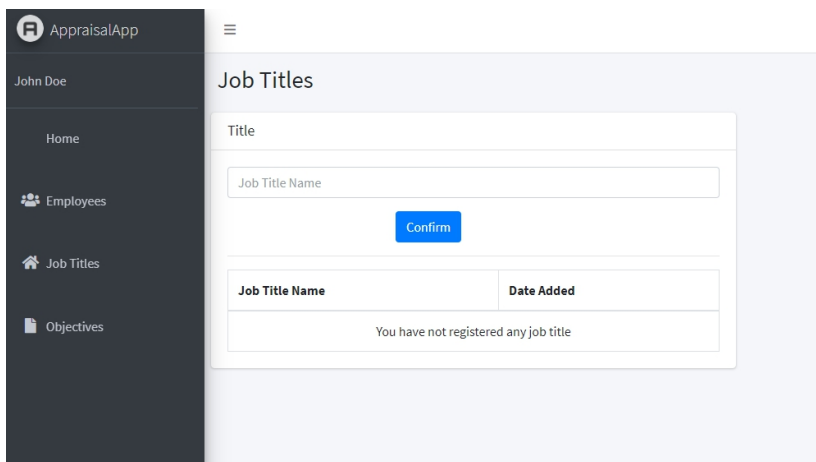 AppraisalApp
John Doe
Home
Employees
Job Titles
Objectives
Job Titles
Title
Job Title Name
Confirm
Job Title Name Date Added
You have not registered any job title